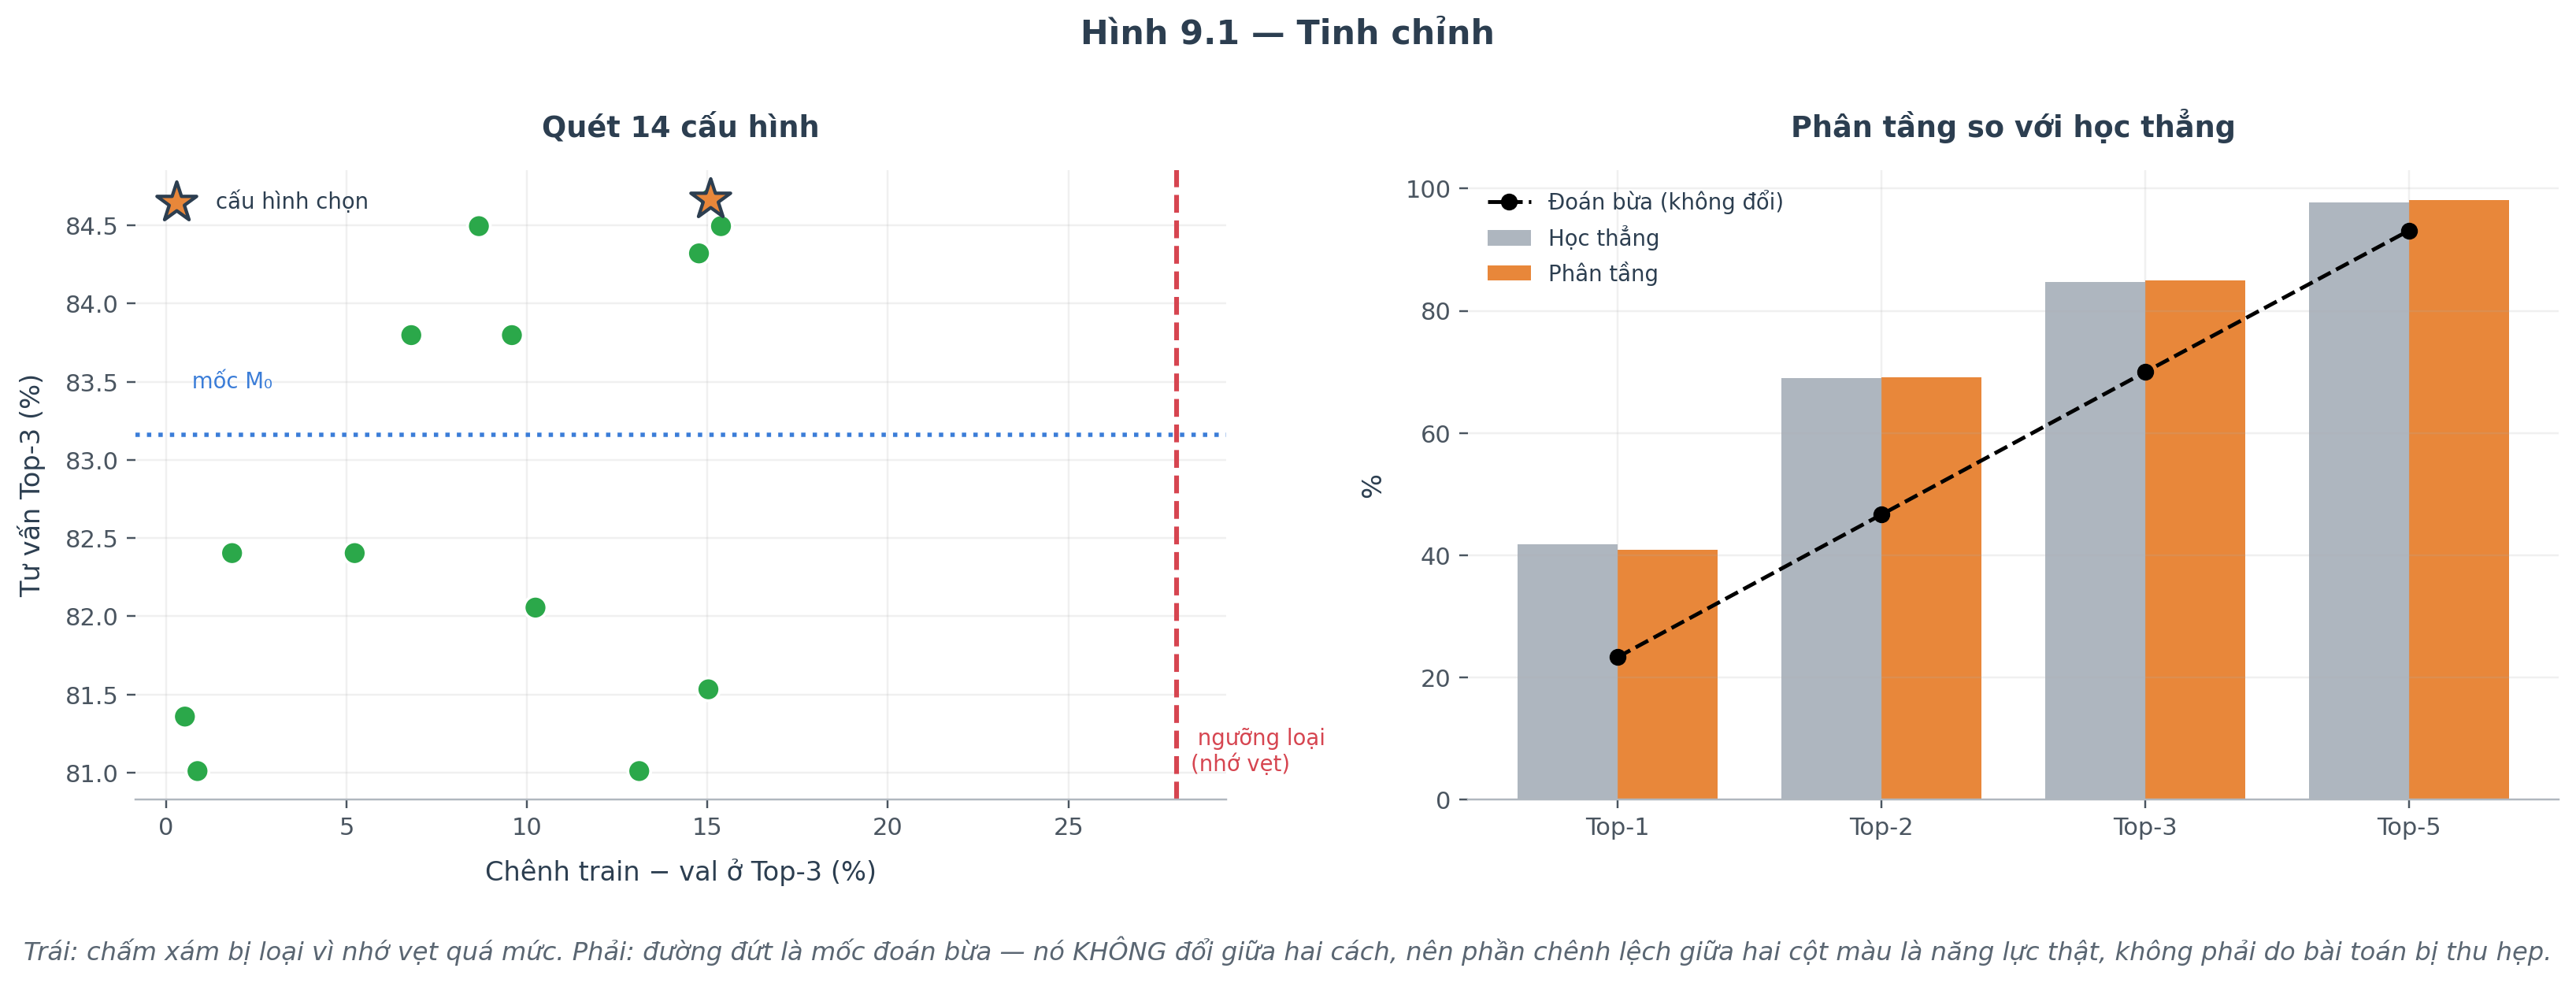 Hình 9.1 — Tinh chỉnh
Quét 14 cấu hình
cấu hình chọn
mốc M₀
ngưỡng loại
(nhớ vẹt)
Tư vấn Top-3 (%)
84.5
84.0
83.5
83.0
82.5
82.0
81.5
81.0
0 5 10 15 20 25
Chênh train − val ở Top-3 (%)
Phân tầng so với học thẳng
Đoán bừa (không đổi)
Học thẳng
Phân tầng
%
100
80
60
40
20
0
Top-1 Top-2 Top-3 Top-5
Trái: chấm xám bị loại vì nhớ vẹt quá mức. Phải: đường đứt là mốc đoán bừa — nó KHÔNG đổi giữa hai cách, nên phần chênh lệch giữa hai cột màu là năng lực thật, không phải do bài toán bị thu hẹp.